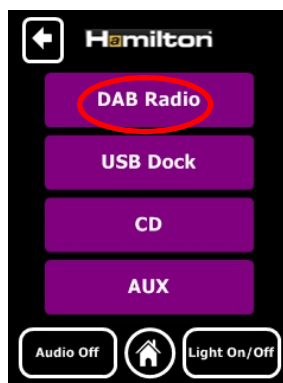 Hamilton
DAB Radio
USB Dock
CD
AUX
Audio Off
Light On/Off